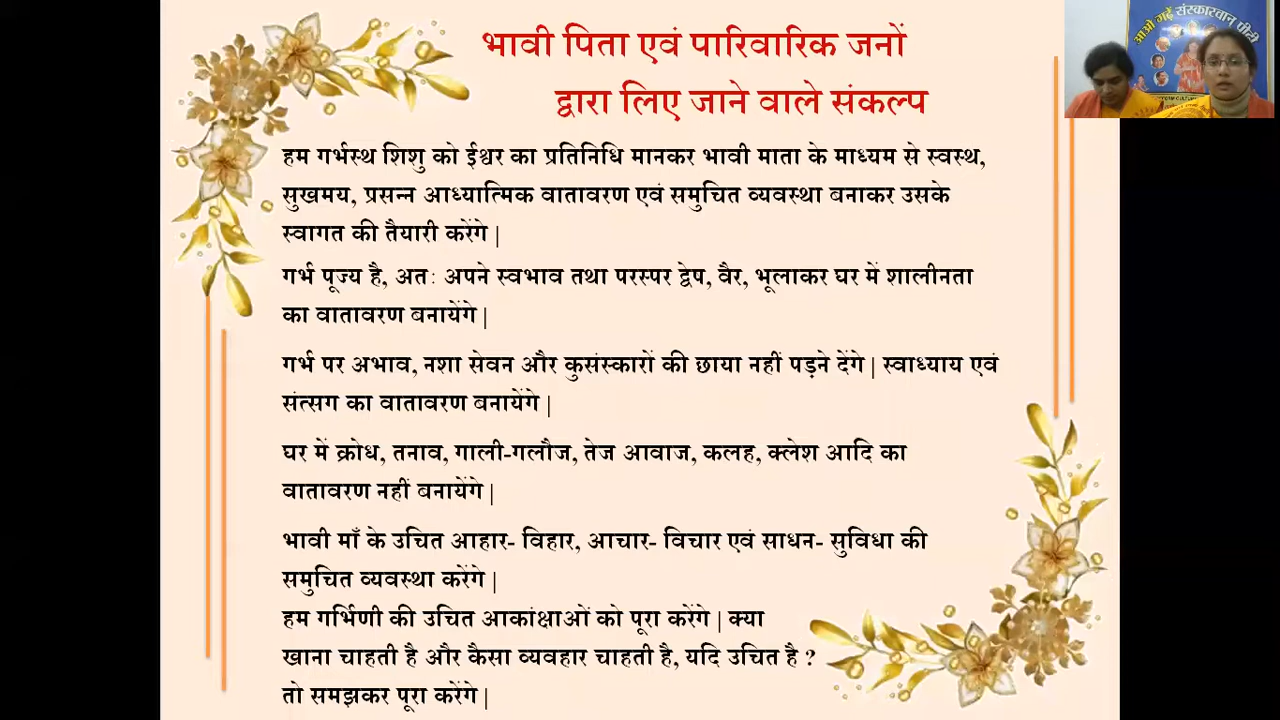 भावी पिता एवं पारिवारिक जनों
द्वारा लिए जाने वाले संकल्प
आओ गढ़ें संस्कारवान पीढ़ी
हम गर्भस्थ शिशु को ईश्वर का प्रतिनिधि मानकर भावी माता के माध्यम से स्वस्थ,
सुखमय, प्रसन्न आध्यात्मिक वातावरण एवं समुचित व्यवस्था बनाकर उसके
स्वागत की तैयारी करेंगे |
गर्भ पूज्य है, अतः अपने स्वभाव तथा परस्पर द्वेष, वैर, भूलाकर घर में शालीनता
का वातावरण बनायेंगे |
गर्भ पर अभाव, नशा सेवन और कुसंस्कारों की छाया नहीं पड़ने देंगे | स्वाध्याय एवं
संत्सग का वातावरण बनायेंगे |
घर में क्रोध, तनाव, गाली-गलौज, तेज आवाज, कलह, क्लेश आदि का
वातावरण नहीं बनायेंगे |
भावी माँ के उचित आहार- विहार, आचार- विचार एवं साधन- सुविधा की
समुचित व्यवस्था करेंगे |
हम गर्भिणी की उचित आकांक्षाओं को पूरा करेंगे | क्या
खाना चाहती है और कैसा व्यवहार चाहती है, यदि उचित है ?
तो समझकर पूरा करेंगे |